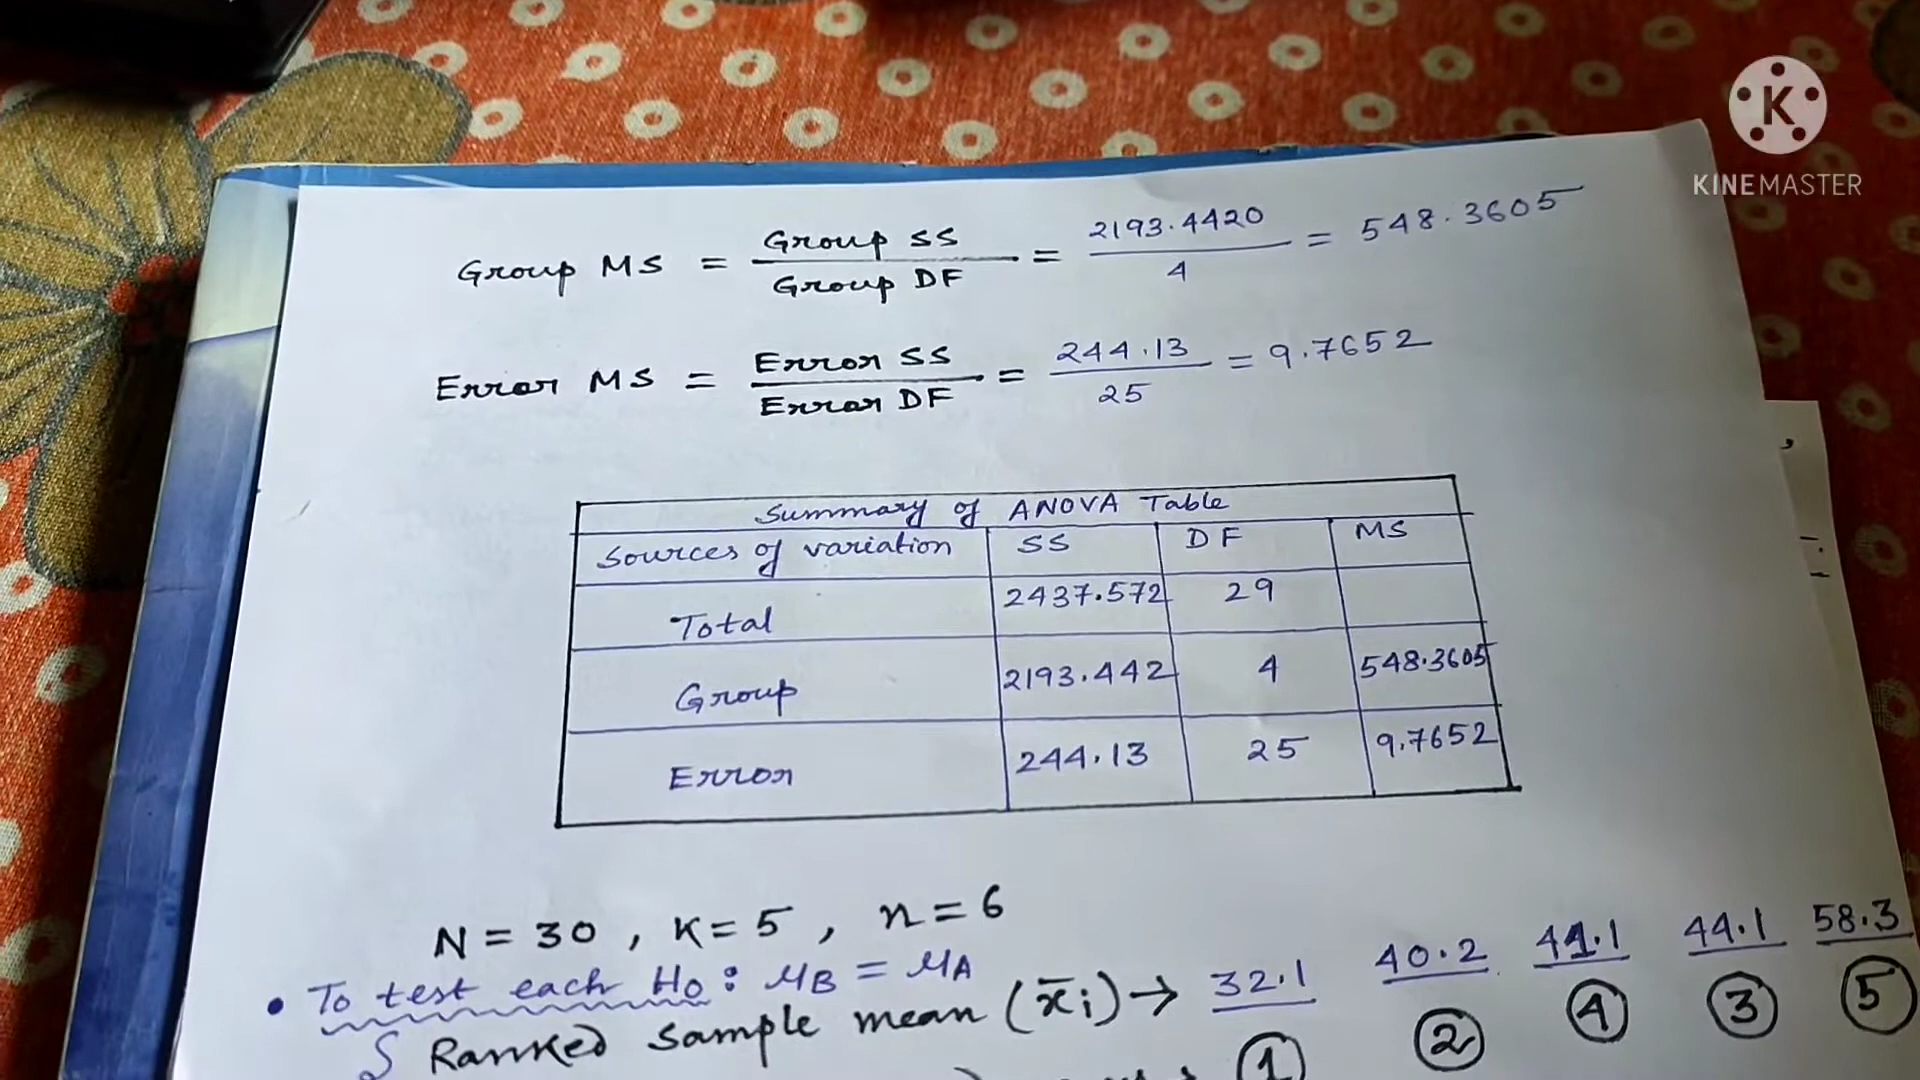 K
KINEMASTER
Group MS = Group SS / Group DF = 2193.4420 / 4 = 548.3605
Error MS = Error SS / Error DF = 244.13 / 25 = 9.7652
Summary of ANOVA Table
Sources of variation SS DF MS
Total 2437.572 29
Group 2193.442 4 548.3605
Error 244.13 25 9.7652
N = 30, K = 5, n = 6
• To test each H0: μB = μA
Ranked sample mean (x̄i) → 32.1 40.2 41.1 44.1 58.3
1 2 4 3 5